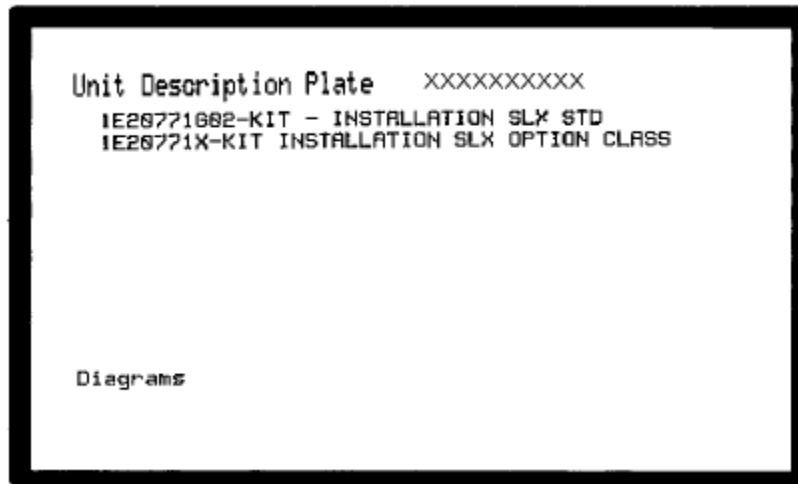 Unit Description Plate XXXXXXXXXX
1E20771G02-KIT - INSTALLATION SLX STD
1E20771X-KIT INSTALLATION SLX OPTION CLASS
Diagrams